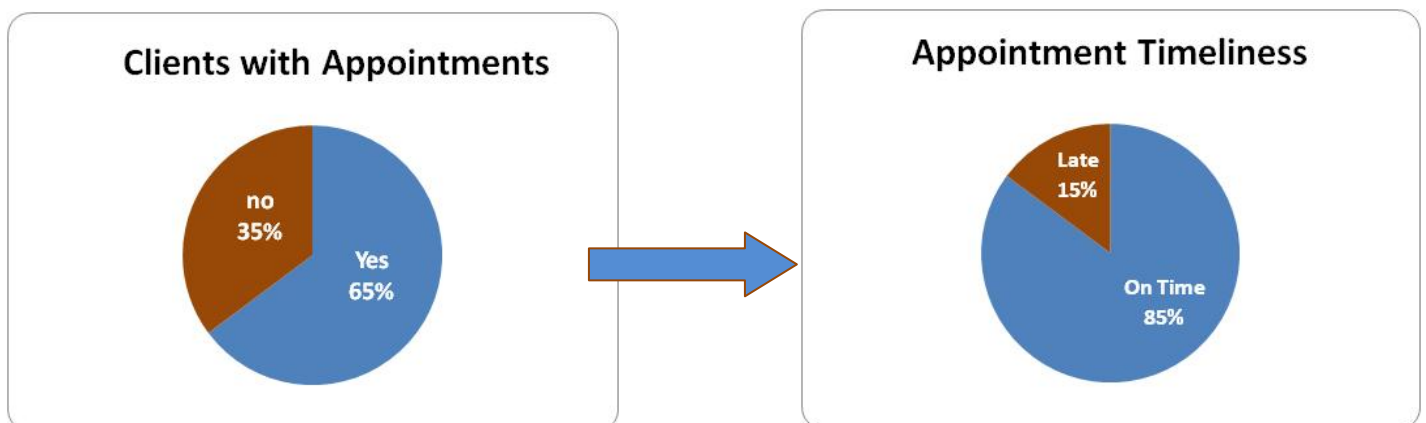 Clients with Appointments
no
35%
Yes
65%
Appointment Timeliness
Late
15%
On Time
85%